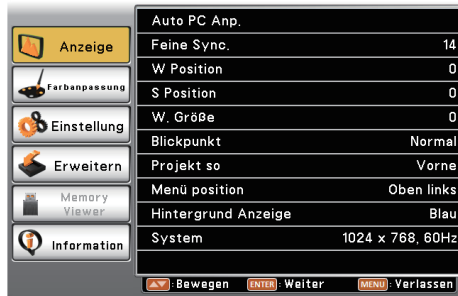 Anzeige
Farbanpassung
Einstellung
Erweitern
Memory
Viewer
Information
Auto PC Anp.
Feine Sync. 14
W Position 0
S Position 0
W. Größe 0
Blickpunkt Normal
Projekt so Vorne
Menü position Oben links
Hintergrund Anzeige Blau
System 1024 x 768, 60Hz
:Bewegen ENTER :Weiter MENU :Verlassen